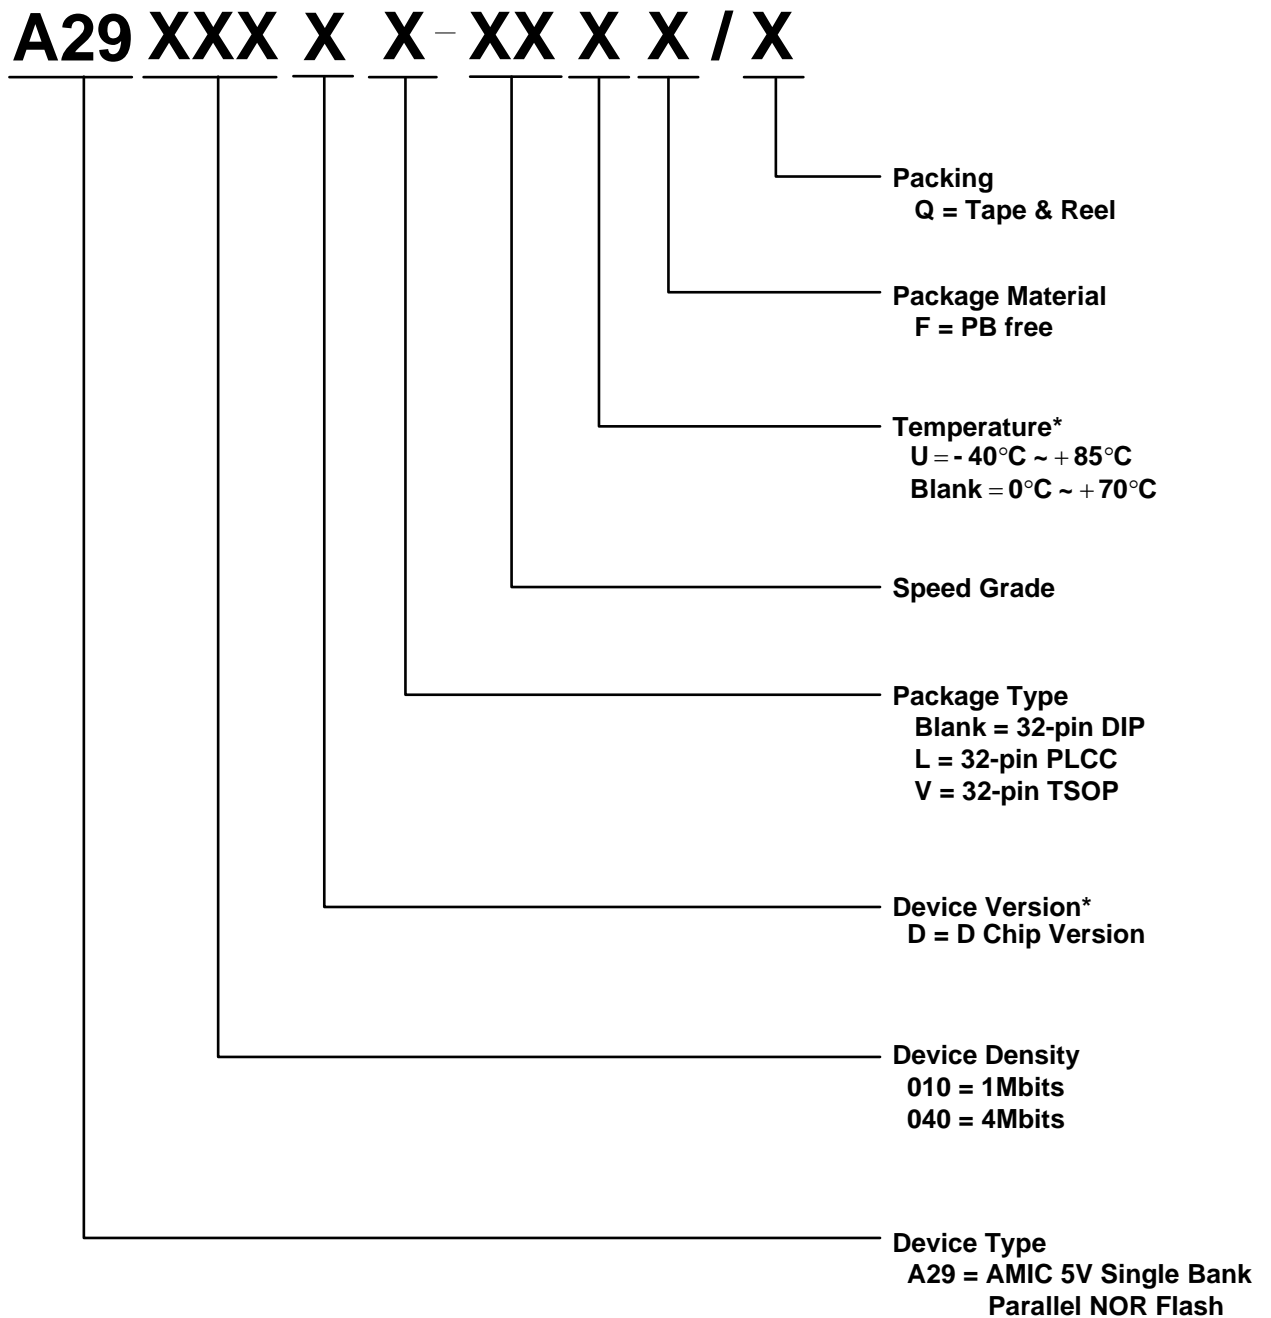 A29 XXX X X - XX X X / X
Packing
Q = Tape & Reel
Package Material
F = PB free
Temperature*
U = - 40°C ~ + 85°C
Blank = 0°C ~ + 70°C
Speed Grade
Package Type
Blank = 32-pin DIP
L = 32-pin PLCC
V = 32-pin TSOP
Device Version*
D = D Chip Version
Device Density
010 = 1Mbits
040 = 4Mbits
Device Type
A29 = AMIC 5V Single Bank
Parallel NOR Flash